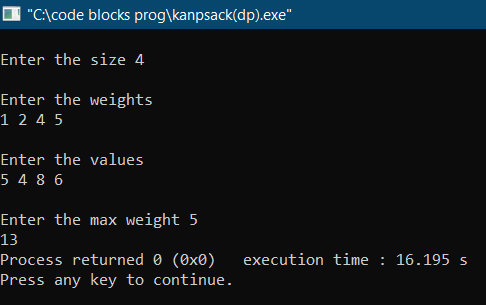 "C:\code blocks prog\kanpsack(dp).exe"
Enter the size 4
Enter the weights
1 2 4 5
Enter the values
5 4 8 6
Enter the max weight 5
13
Process returned 0 (0x0)   execution time : 16.195 s
Press any key to continue.